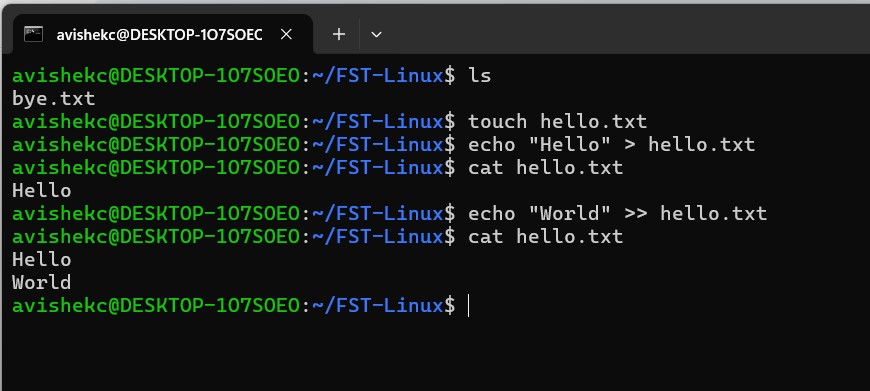 avishekc@DESKTOP-1O7SOEO
avishekc@DESKTOP-1O7SOEO:~/FST-Linux$ ls
bye.txt
avishekc@DESKTOP-1O7SOEO:~/FST-Linux$ touch hello.txt
avishekc@DESKTOP-1O7SOEO:~/FST-Linux$ echo "Hello" > hello.txt
avishekc@DESKTOP-1O7SOEO:~/FST-Linux$ cat hello.txt
Hello
avishekc@DESKTOP-1O7SOEO:~/FST-Linux$ echo "World" >> hello.txt
avishekc@DESKTOP-1O7SOEO:~/FST-Linux$ cat hello.txt
Hello
World
avishekc@DESKTOP-1O7SOEO:~/FST-Linux$